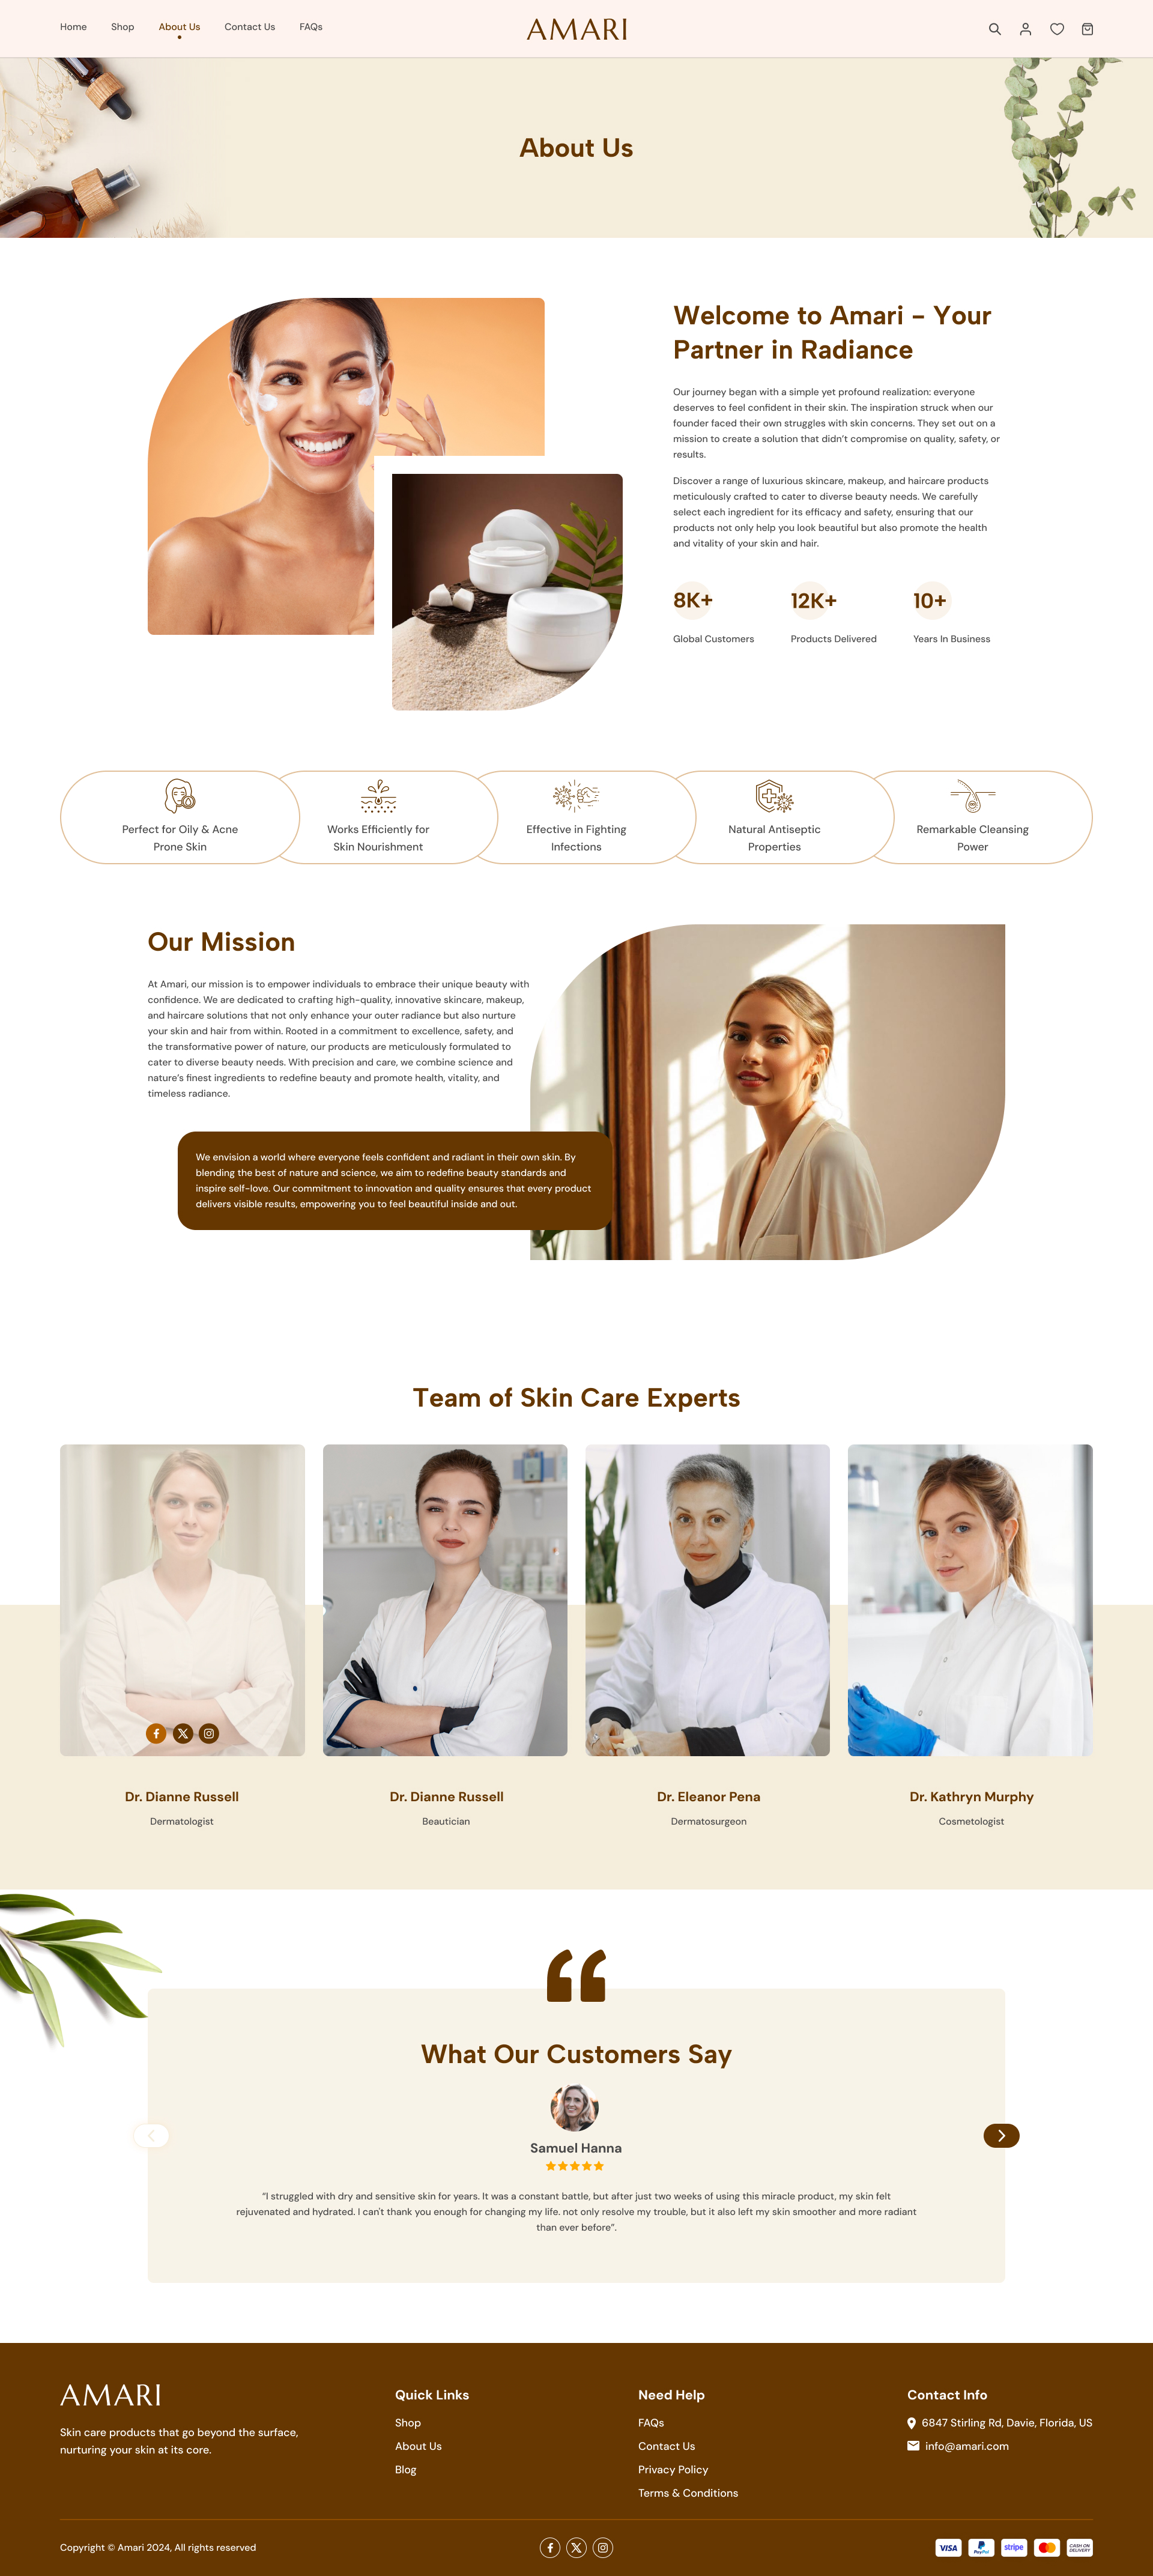 Home
Shop
About Us
Contact Us
FAQs
AMARI
About Us
Welcome to Amari - Your
Partner in Radiance
Our journey began with a simple yet profound realization: everyone
deserves to feel confident in their skin. The inspiration struck when our
founder faced their own struggles with skin concerns. They set out on a
mission to create a solution that didn’t compromise on quality, safety, or
results.
Discover a range of luxurious skincare, makeup, and haircare products
meticulously crafted to cater to diverse beauty needs. We carefully
select each ingredient for its efficacy and safety, ensuring that our
products not only help you look beautiful but also promote the health
and vitality of your skin and hair.
8K+
Global Customers
12K+
Products Delivered
10+
Years In Business
Perfect for Oily & Acne
Prone Skin
Works Efficiently for
Skin Nourishment
Effective in Fighting
Infections
Natural Antiseptic
Properties
Remarkable Cleansing
Power
Our Mission
At Amari, our mission is to empower individuals to embrace their unique beauty with
confidence. We are dedicated to crafting high-quality, innovative skincare, makeup,
and haircare solutions that not only enhance your outer radiance but also nurture
your skin and hair from within. Rooted in a commitment to excellence, safety, and
the transformative power of nature, our products are meticulously formulated to
cater to diverse beauty needs. With precision and care, we combine science and
nature’s finest ingredients to redefine beauty and promote health, vitality, and
timeless radiance.
We envision a world where everyone feels confident and radiant in their own skin. By
blending the best of nature and science, we aim to redefine beauty standards and
inspire self-love. Our commitment to innovation and quality ensures that every product
delivers visible results, empowering you to feel beautiful inside and out.
Team of Skin Care Experts
Dr. Dianne Russell
Dermatologist
Dr. Dianne Russell
Beautician
Dr. Eleanor Pena
Dermatosurgeon
Dr. Kathryn Murphy
Cosmetologist
What Our Customers Say
Samuel Hanna
“I struggled with dry and sensitive skin for years. It was a constant battle, but after just two weeks of using this miracle product, my skin felt
rejuvenated and hydrated. I can't thank you enough for changing my life. not only resolve my trouble, but it also left my skin smoother and more radiant
than ever before”.
AMARI
Skin care products that go beyond the surface,
nurturing your skin at its core.
Quick Links
Shop
About Us
Blog
Need Help
FAQs
Contact Us
Privacy Policy
Terms & Conditions
Contact Info
6847 Stirling Rd, Davie, Florida, US
info@amari.com
Copyright © Amari 2024, All rights reserved
VISA
PayPal
stripe
CASH ON
DELIVERY